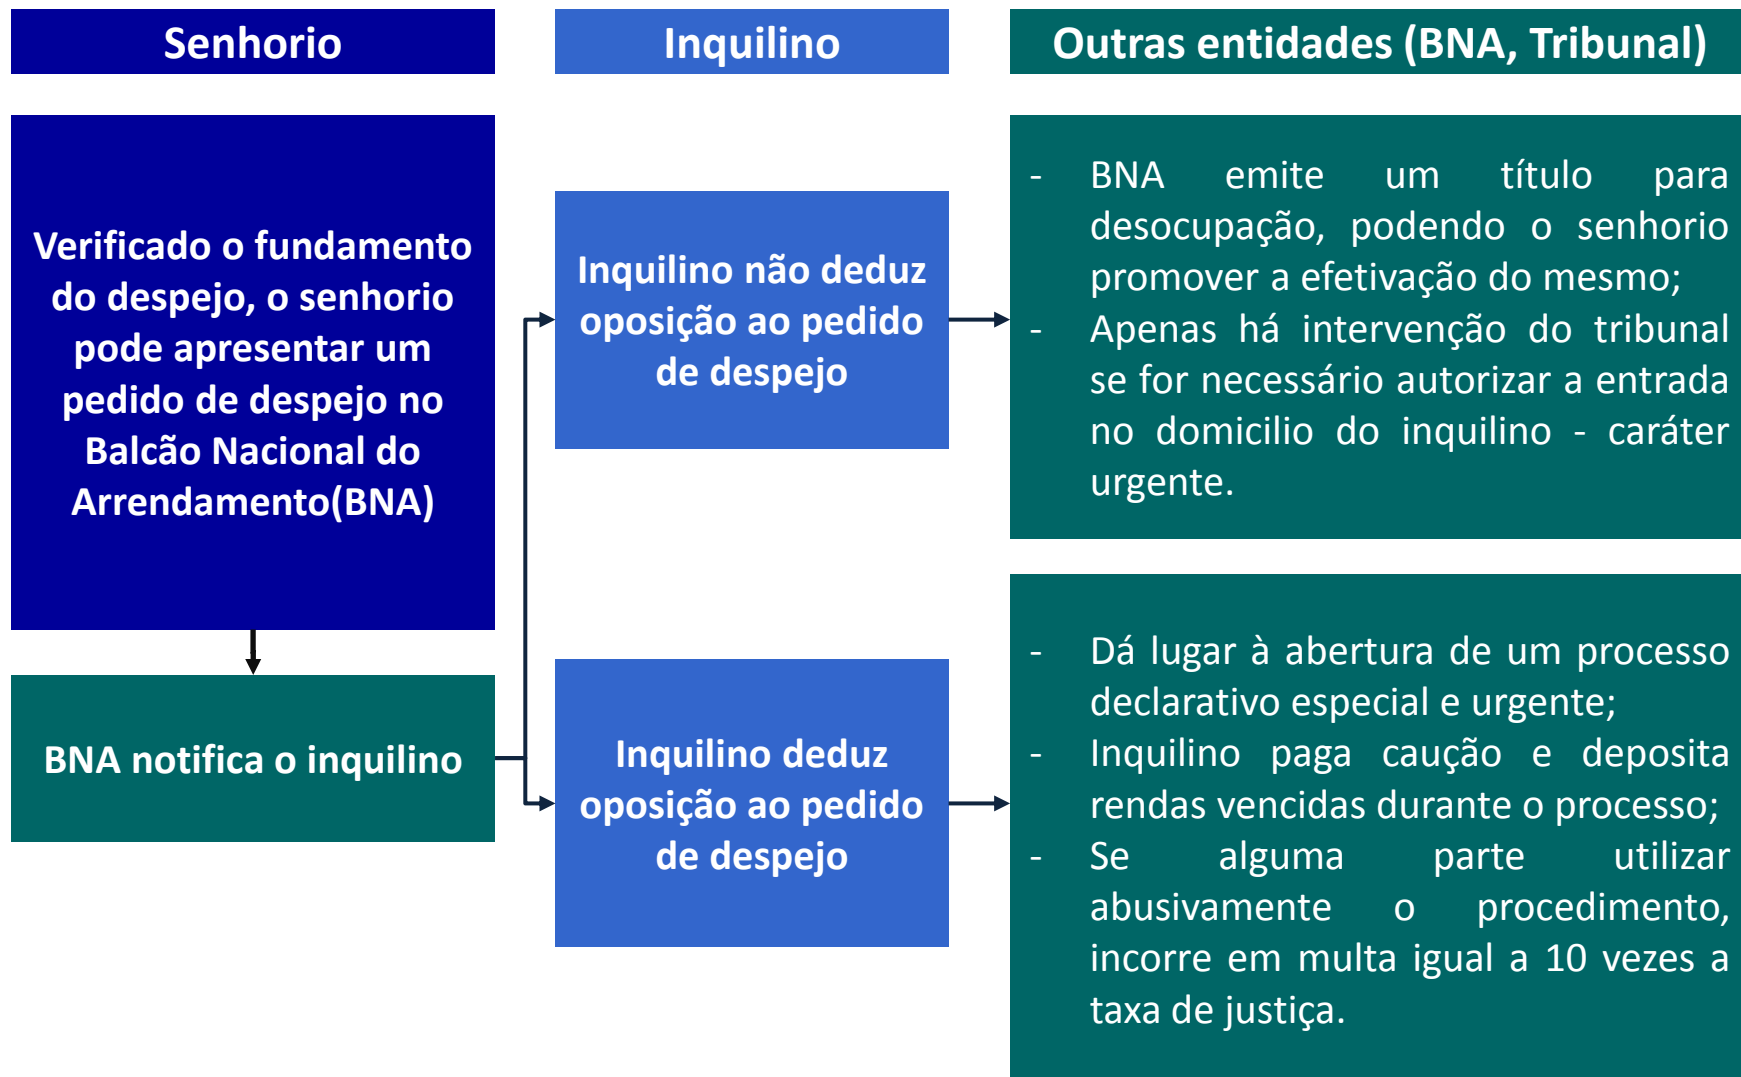 Senhorio
Inquilino
Outras entidades (BNA, Tribunal)
Verificado o fundamento
do despejo, o senhorio
pode apresentar um
pedido de despejo no
Balcão Nacional do
Arrendamento(BNA)
BNA notifica o inquilino
Inquilino não deduz
oposição ao pedido
de despejo
Inquilino deduz
oposição ao pedido
de despejo
- BNA emite um título para
desocupação, podendo o senhorio
promover a efetivação do mesmo;
- Apenas há intervenção do tribunal
se for necessário autorizar a entrada
no domicilio do inquilino - caráter
urgente.
- Dá lugar à abertura de um processo
declarativo especial e urgente;
- Inquilino paga caução e deposita
rendas vencidas durante o processo;
- Se alguma parte utilizar
abusivamente o procedimento,
incorre em multa igual a 10 vezes a
taxa de justiça.